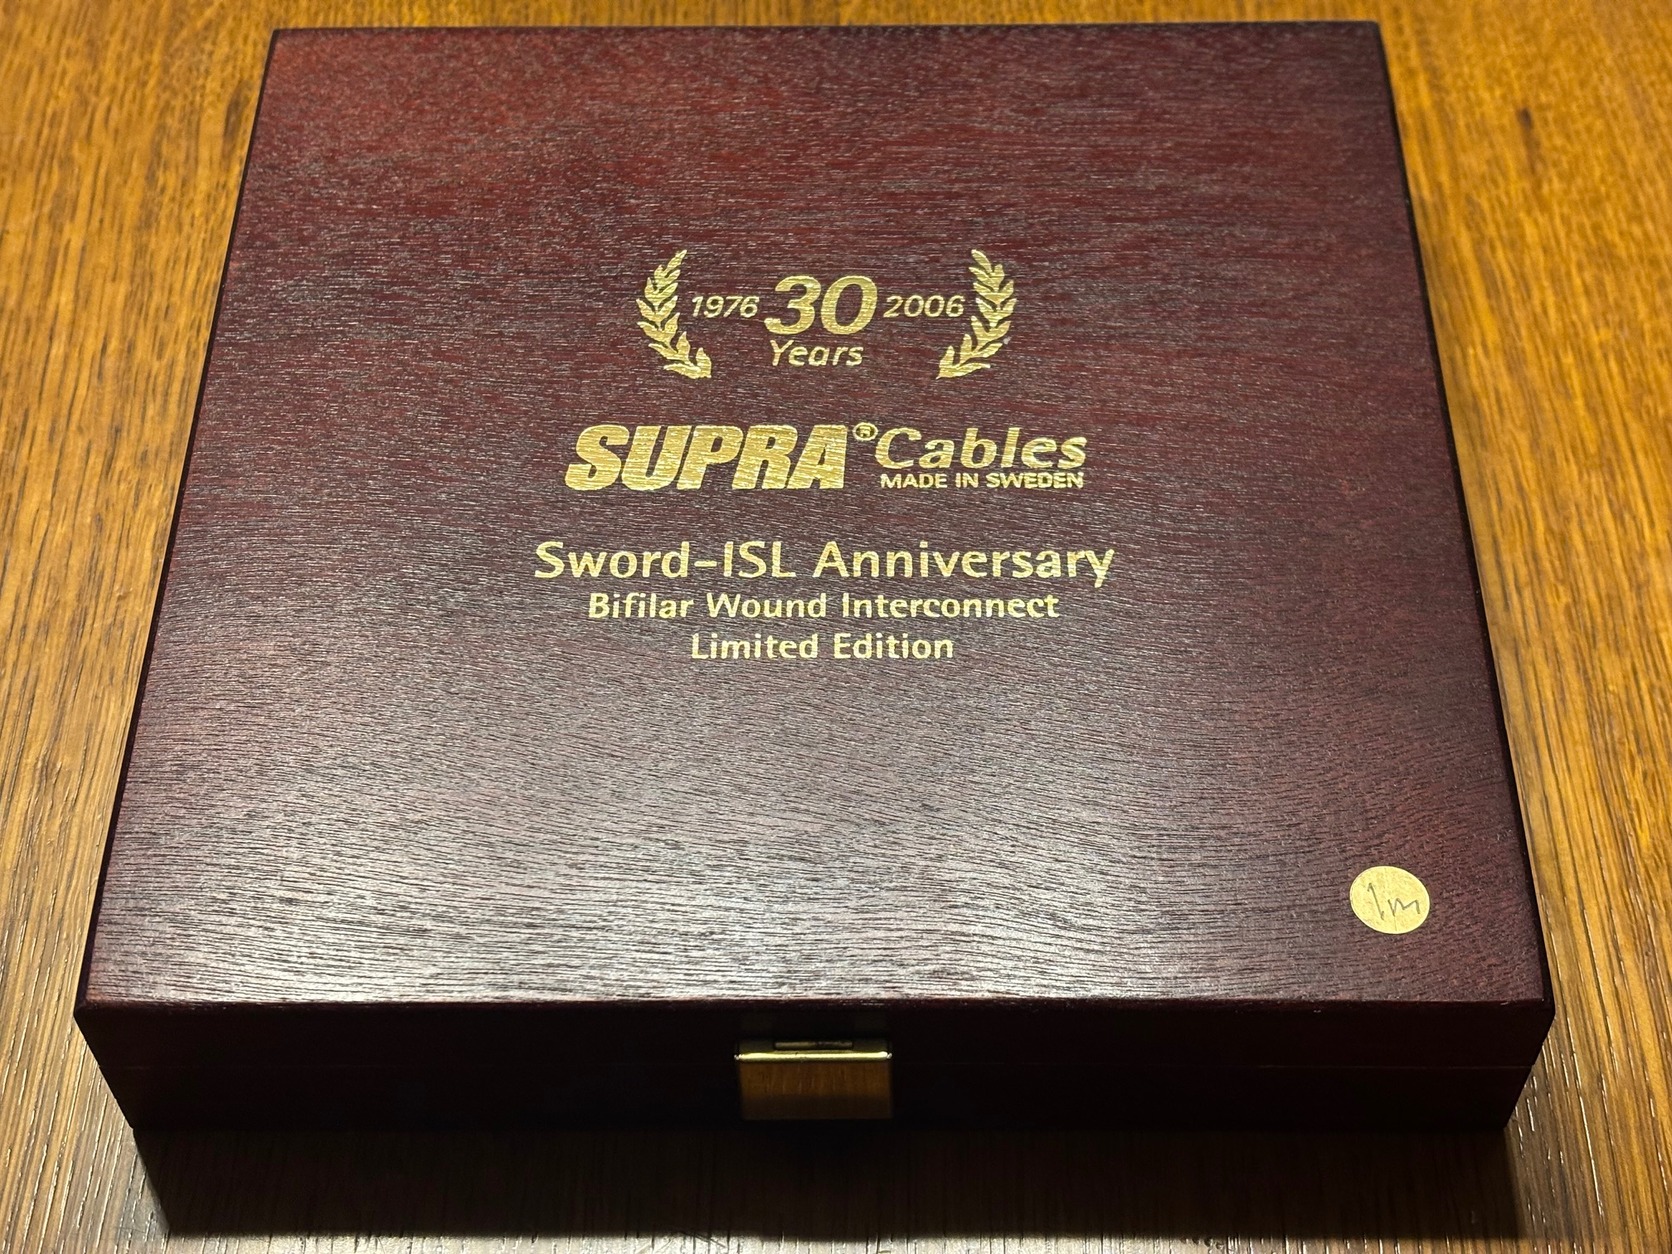 1976 30 2006
Years
SUPRA® Cables
MADE IN SWEDEN
Sword-ISL Anniversary
Bifilar Wound Interconnect
Limited Edition
1m